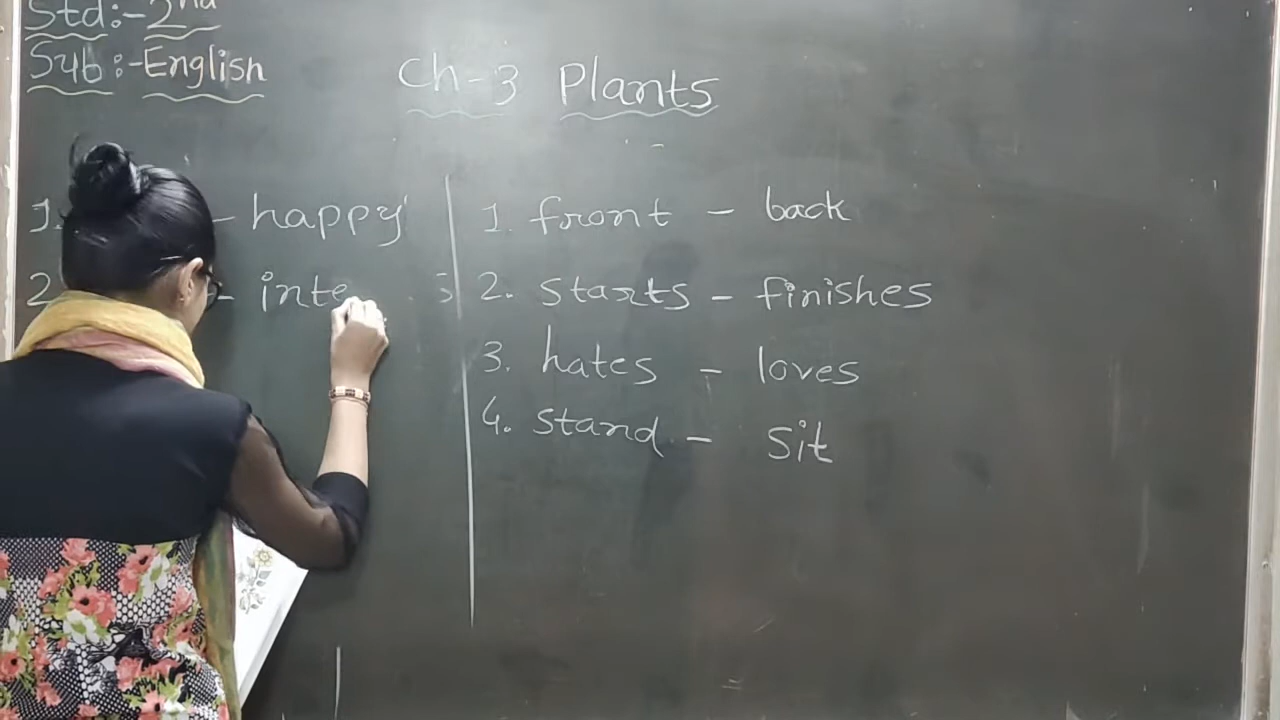 Std:-2nd
Sub:-English
Ch-3 Plants
1. - happy
2 - inte
1. front - back
2. starts - finishes
3. hates - loves
4. stand - sit